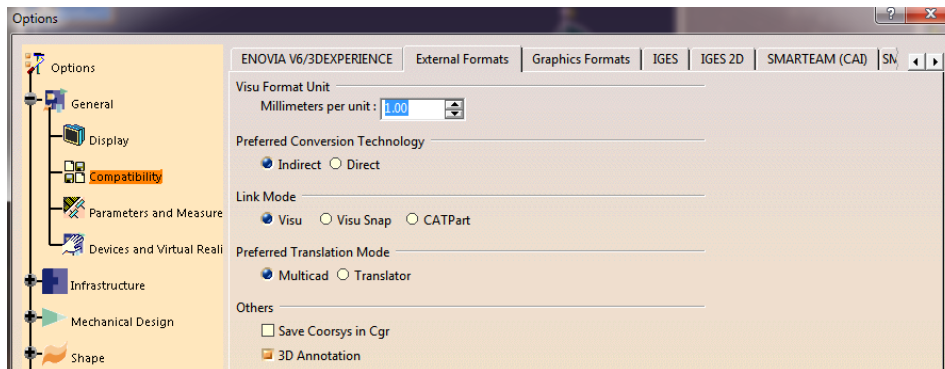 Options
Options
General
Display
Compatibility
Parameters and Measure
Devices and Virtual Reali
Infrastructure
Mechanical Design
Shape
ENOVIA V6/3DEXPERIENCE External Formats Graphics Formats IGES IGES 2D SMARTEAM (CAI) SN
Visu Format Unit
Millimeters per unit : 1.00
Preferred Conversion Technology
Indirect Direct
Link Mode
Visu Visu Snap CATPart
Preferred Translation Mode
Multicad Translator
Others
Save Coorsys in Cgr
3D Annotation